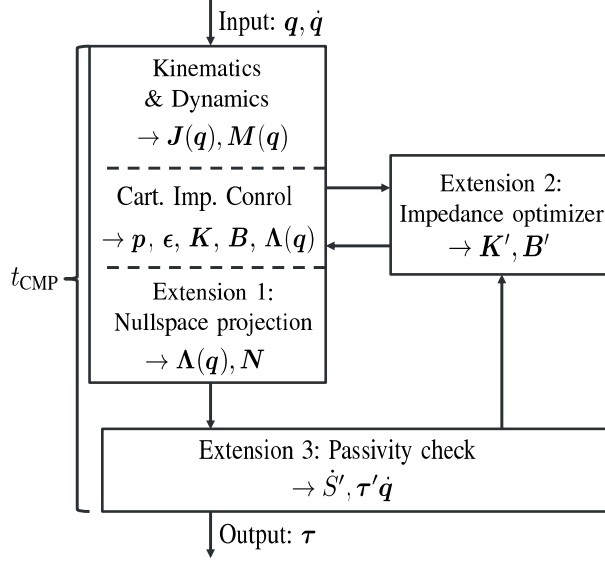 Input: q, q̇
Kinematics
& Dynamics
→ J(q), M(q)
Cart. Imp. Conrol
→ p, ϵ, K, B, Λ(q)
Extension 1:
Nullspace projection
→ Λ(q), N
t_CMP
Extension 2:
Impedance optimizer
→ K′, B′
Extension 3: Passivity check
→ Ṡ′, τ′q̇
Output: τ